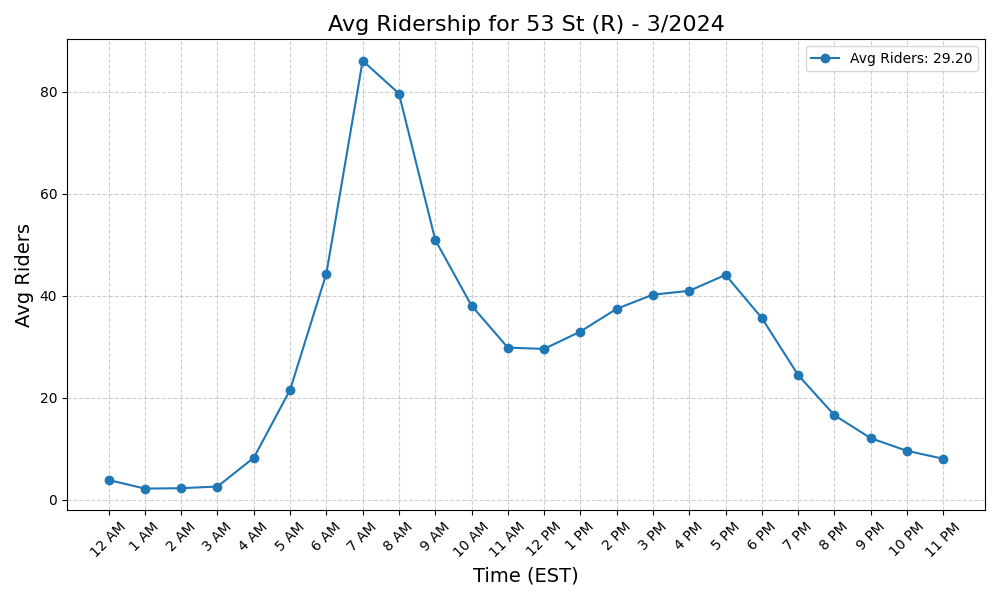 Avg Ridership for 53 St (R) - 3/2024
Avg Riders: 29.20
Avg Riders
80
60
40
20
0
12 AM
1 AM
2 AM
3 AM
4 AM
5 AM
6 AM
7 AM
8 AM
9 AM
10 AM
11 AM
12 PM
1 PM
2 PM
3 PM
4 PM
5 PM
6 PM
7 PM
8 PM
9 PM
10 PM
11 PM
Time (EST)